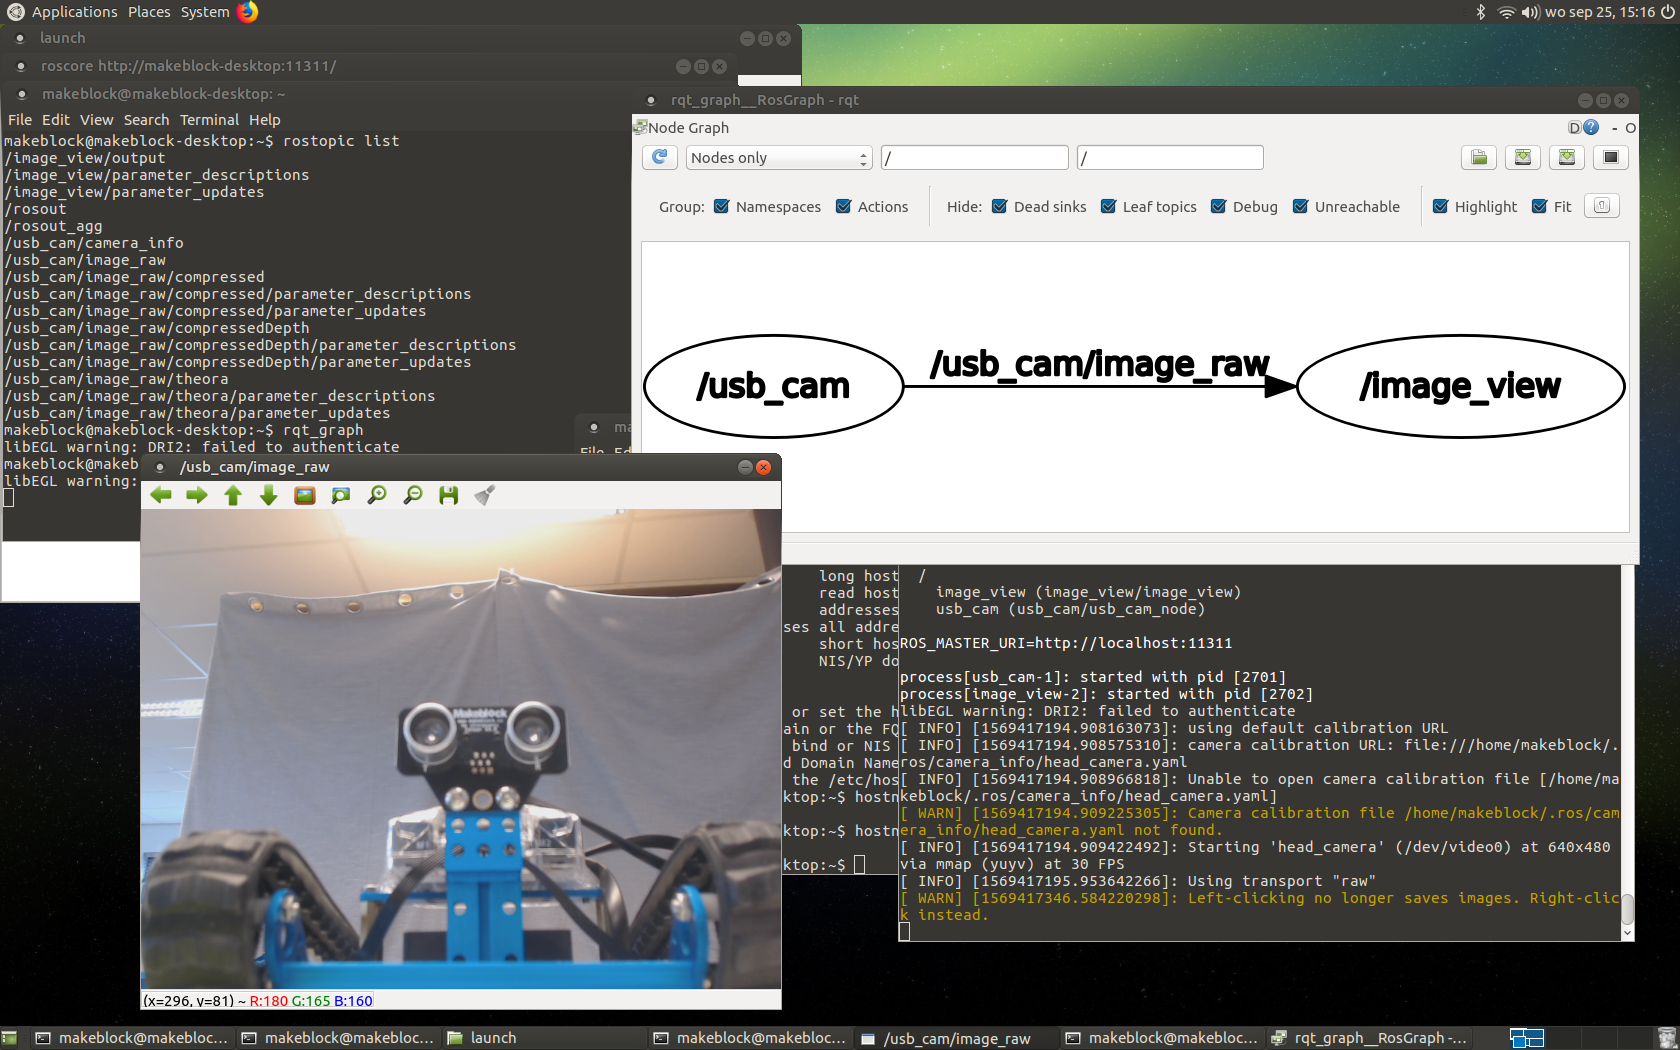 Applications Places System
wo sep 25, 15:16
launch
roscore http://makeblock-desktop:11311/
makeblock@makeblock-desktop: ~
File Edit View Search Terminal Help
makeblock@makeblock-desktop:~$ rostopic list
/image_view/output
/image_view/parameter_descriptions
/image_view/parameter_updates
/rosout
/rosout_agg
/usb_cam/camera_info
/usb_cam/image_raw
/usb_cam/image_raw/compressed
/usb_cam/image_raw/compressed/parameter_descriptions
/usb_cam/image_raw/compressed/parameter_updates
/usb_cam/image_raw/compressedDepth
/usb_cam/image_raw/compressedDepth/parameter_descriptions
/usb_cam/image_raw/compressedDepth/parameter_updates
/usb_cam/image_raw/theora
/usb_cam/image_raw/theora/parameter_descriptions
/usb_cam/image_raw/theora/parameter_updates
makeblock@makeblock-desktop:~$ rqt_graph
libEGL warning: DRI2: failed to authenticate
makeblock@makeb
libEGL warning:
ma
File Ed
rqt_graph__RosGraph - rqt
Node Graph
D ? - O
Nodes only / /
Group: Namespaces Actions Hide: Dead sinks Leaf topics Debug Unreachable Highlight Fit
/usb_cam /usb_cam/image_raw /image_view
/usb_cam/image_raw
Makeblock
(x=296, y=81) ~ R:180 G:165 B:160
long host
read host
addresses
ses all addre
short hos
NIS/YP do
or set the h
ain or the FQ
bind or NIS
d Domain Name
the /etc/hos
ktop:~$ hostn
ktop:~$ hostn
ktop:~$
/
image_view (image_view/image_view)
usb_cam (usb_cam/usb_cam_node)
ROS_MASTER_URI=http://localhost:11311
process[usb_cam-1]: started with pid [2701]
process[image_view-2]: started with pid [2702]
libEGL warning: DRI2: failed to authenticate
[ INFO] [1569417194.908163073]: using default calibration URL
[ INFO] [1569417194.908575310]: camera calibration URL: file:///home/makeblock/.
ros/camera_info/head_camera.yaml
[ INFO] [1569417194.908966818]: Unable to open camera calibration file [/home/ma
keblock/.ros/camera_info/head_camera.yaml]
[ WARN] [1569417194.909225305]: Camera calibration file /home/makeblock/.ros/cam
era_info/head_camera.yaml not found.
[ INFO] [1569417194.909422492]: Starting 'head_camera' (/dev/video0) at 640x480
via mmap (yuyv) at 30 FPS
[ INFO] [1569417195.953642266]: Using transport "raw"
[ WARN] [1569417346.584220298]: Left-clicking no longer saves images. Right-clic
k instead.
makeblock@makebloc... makeblock@makebloc... launch makeblock@makebloc... /usb_cam/image_raw makeblock@makebloc... rqt_graph__RosGraph -...